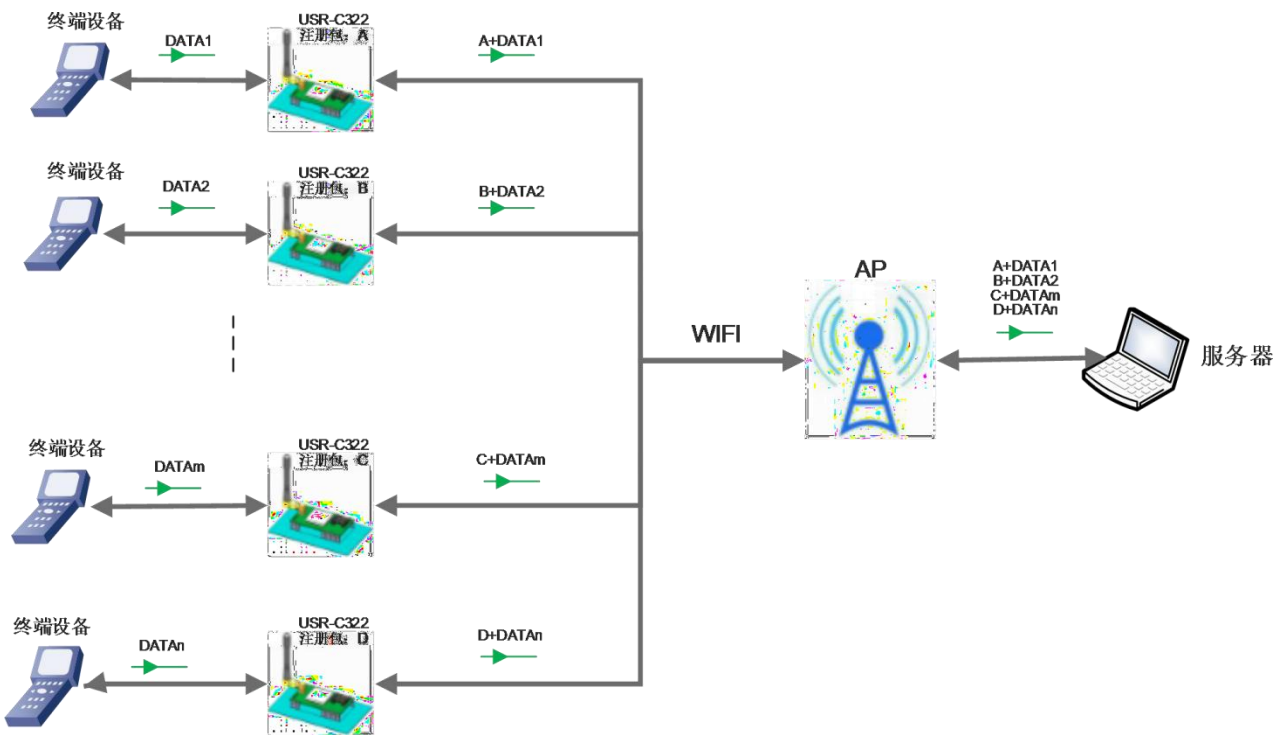 终端设备
DATA1
USR-C322
注册包：A
A+DATA1
终端设备
DATA2
USR-C322
注册包：B
B+DATA2
WIFI
AP
A+DATA1
B+DATA2
C+DATAm
D+DATAn
服务器
终端设备
DATAm
USR-C322
注册包：C
C+DATAm
终端设备
DATAn
USR-C322
注册包：D
D+DATAn